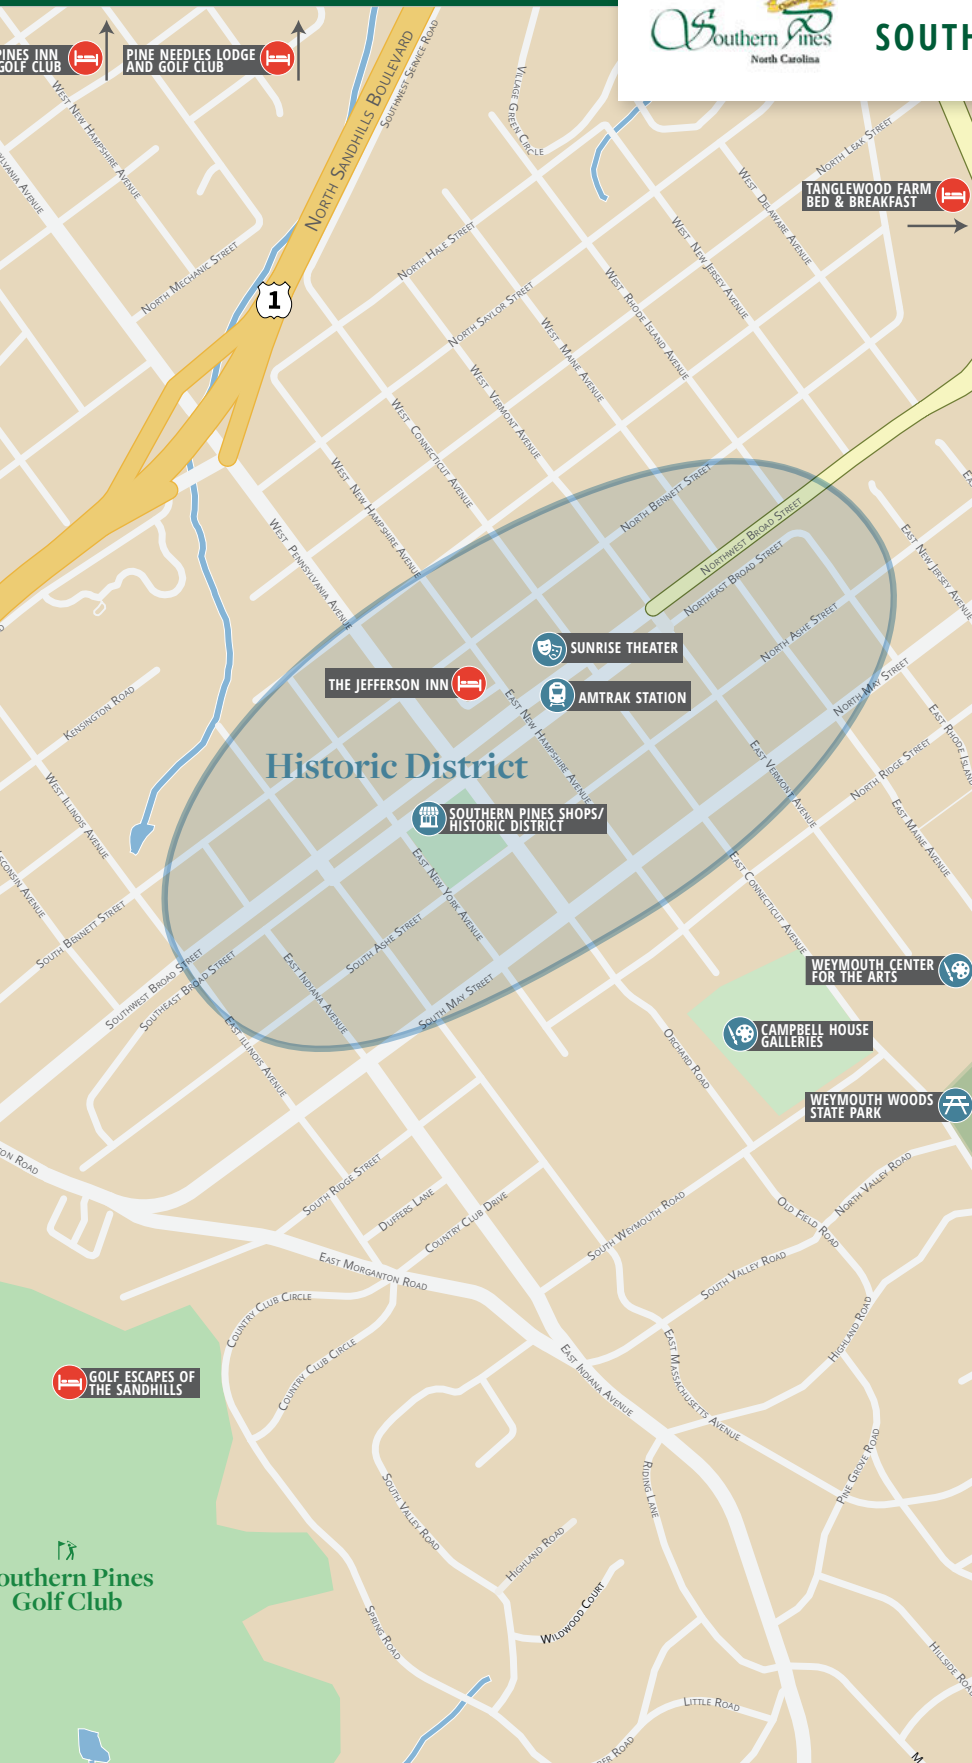 Southern Pines
North Carolina
SOUTH
PINES INN
GOLF CLUB
PINE NEEDLES LODGE
AND GOLF CLUB
NORTH SANDHILLS BOULEVARD
SOUTHWEST SERVICE ROAD
VILLAGE GREEN CIRCLE
WEST NEW HAMPSHIRE AVENUE
NORTH LEAK STREET
TANGLEWOOD FARM
BED & BREAKFAST
WEST DELAWARE AVENUE
NORTH MECHANIC STREET
NORTH HALE STREET
WEST NEW JERSEY AVENUE
1
NORTH SAYLOR STREET
WEST RHODE ISLAND AVENUE
WEST MAINE AVENUE
WEST VERMONT AVENUE
WEST CONNECTICUT AVENUE
WEST NEW HAMPSHIRE AVENUE
WEST PENNSYLVANIA AVENUE
NORTH BENNETT STREET
NORTHWEST BROAD STREET
NORTHEAST BROAD STREET
EAST NEW JERSEY AVENUE
NORTH ASHE STREET
SUNRISE THEATER
THE JEFFERSON INN
AMTRAK STATION
NORTH MAY STREET
KENSINGTON ROAD
EAST NEW HAMPSHIRE AVENUE
EAST RHODE ISLAND
Historic District
EAST VERMONT AVENUE
NORTH RIDGE STREET
WEST ILLINOIS AVENUE
SOUTHERN PINES SHOPS/
HISTORIC DISTRICT
EAST MAINE AVENUE
EAST NEW YORK AVENUE
EAST CONNECTICUT AVENUE
SOUTH BENNETT STREET
SOUTH ASHE STREET
SOUTHWEST BROAD STREET
SOUTHEAST BROAD STREET
EAST INDIANA AVENUE
SOUTH MAY STREET
WEYMOUTH CENTER
FOR THE ARTS
EAST ILLINOIS AVENUE
CAMPBELL HOUSE
GALLERIES
ORCHARD ROAD
WEYMOUTH WOODS
STATE PARK
TON ROAD
SOUTH RIDGE STREET
DUFFERS LANE
COUNTRY CLUB DRIVE
NORTH VALLEY ROAD
OLD FIELD ROAD
SOUTH WEYMOUTH ROAD
EAST MORGANTON ROAD
SOUTH VALLEY ROAD
COUNTRY CLUB CIRCLE
HIGHLAND ROAD
COUNTRY CLUB CIRCLE
EAST INDIANA AVENUE
EAST MASSACHUSETTS AVENUE
GOLF ESCAPES OF
THE SANDHILLS
RIDING LANE
PINE GROVE ROAD
SOUTH VALLEY ROAD
HIGHLAND ROAD
Southern Pines
Golf Club
WILDWOOD COURT
SPRING ROAD
HILLSIDE ROAD
LITTLE ROAD